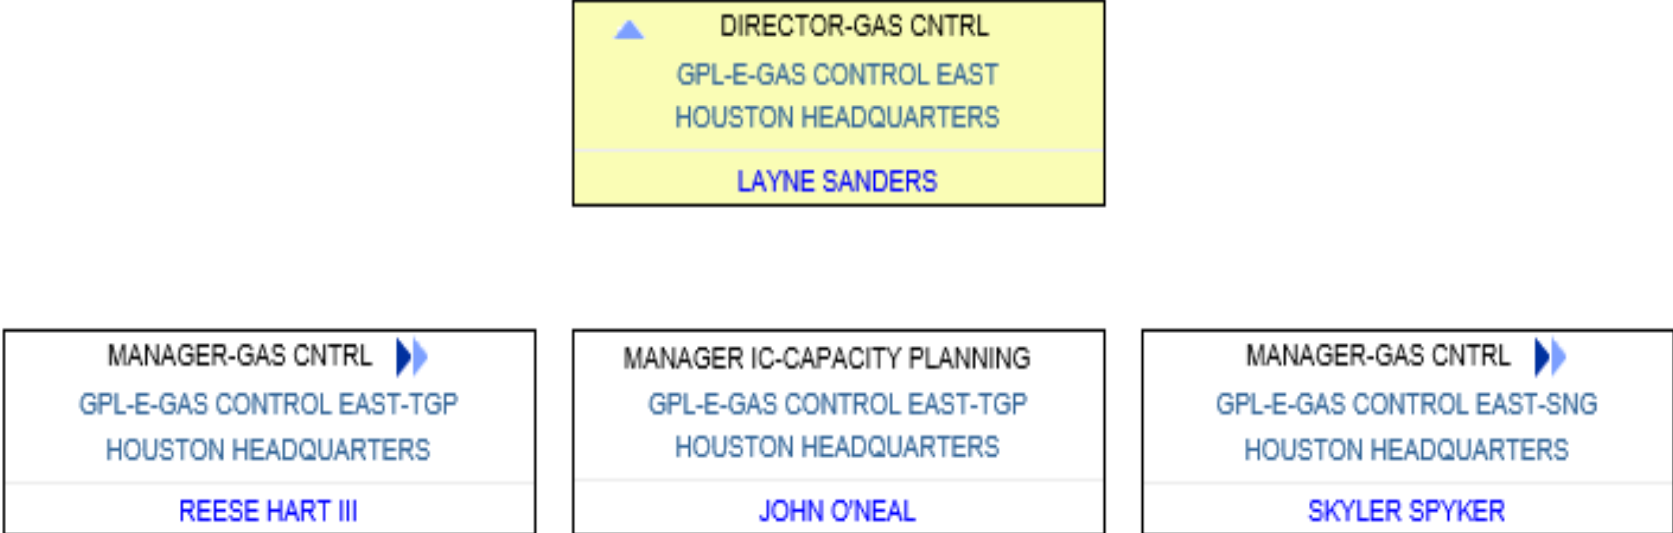 DIRECTOR-GAS CNTRL
GPL-E-GAS CONTROL EAST
HOUSTON HEADQUARTERS
LAYNE SANDERS
MANAGER-GAS CNTRL
GPL-E-GAS CONTROL EAST-TGP
HOUSTON HEADQUARTERS
REESE HART III
MANAGER IC-CAPACITY PLANNING
GPL-E-GAS CONTROL EAST-TGP
HOUSTON HEADQUARTERS
JOHN O'NEAL
MANAGER-GAS CNTRL
GPL-E-GAS CONTROL EAST-SNG
HOUSTON HEADQUARTERS
SKYLER SPYKER